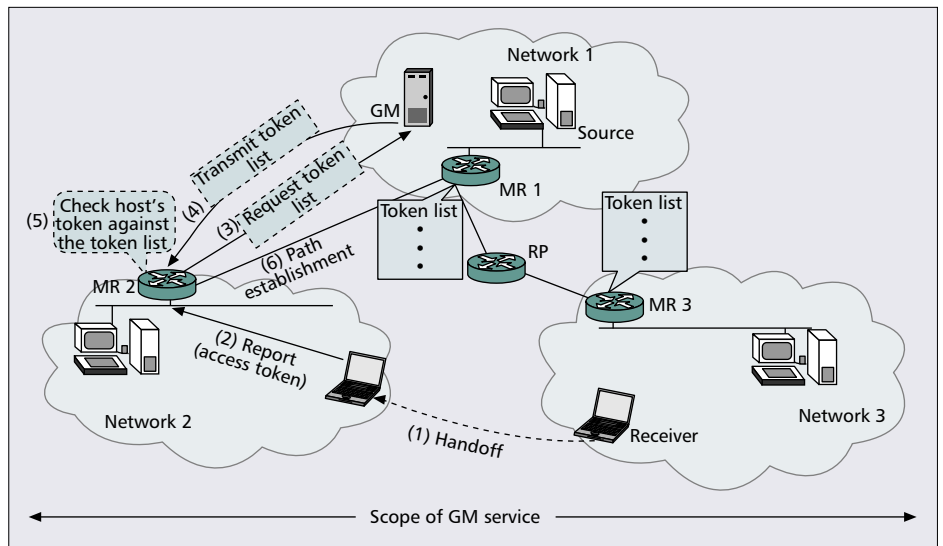 Network 1
GM
Source
Transmit token
list
(4)
(3)
Request token
list
MR 1
(5)
Check host's
token against
the token list
Token list
Token list
(6) Path
establishment
RP
MR 2
MR 3
(2) Report
(access token)
Network 2
Network 3
(1) Handoff
Receiver
Scope of GM service